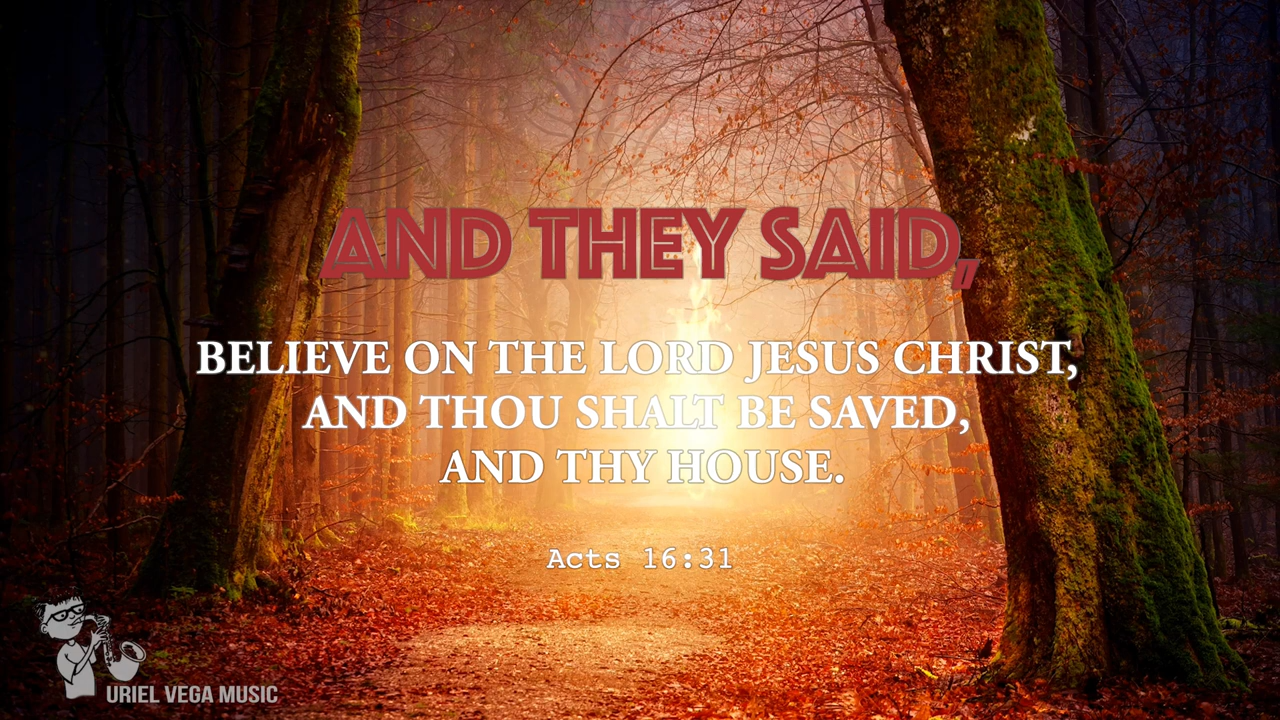 AND THEY SAID,
BELIEVE ON THE LORD JESUS CHRIST,
AND THOU SHALT BE SAVED,
AND THY HOUSE.
Acts 16:31
URIEL VEGA MUSIC